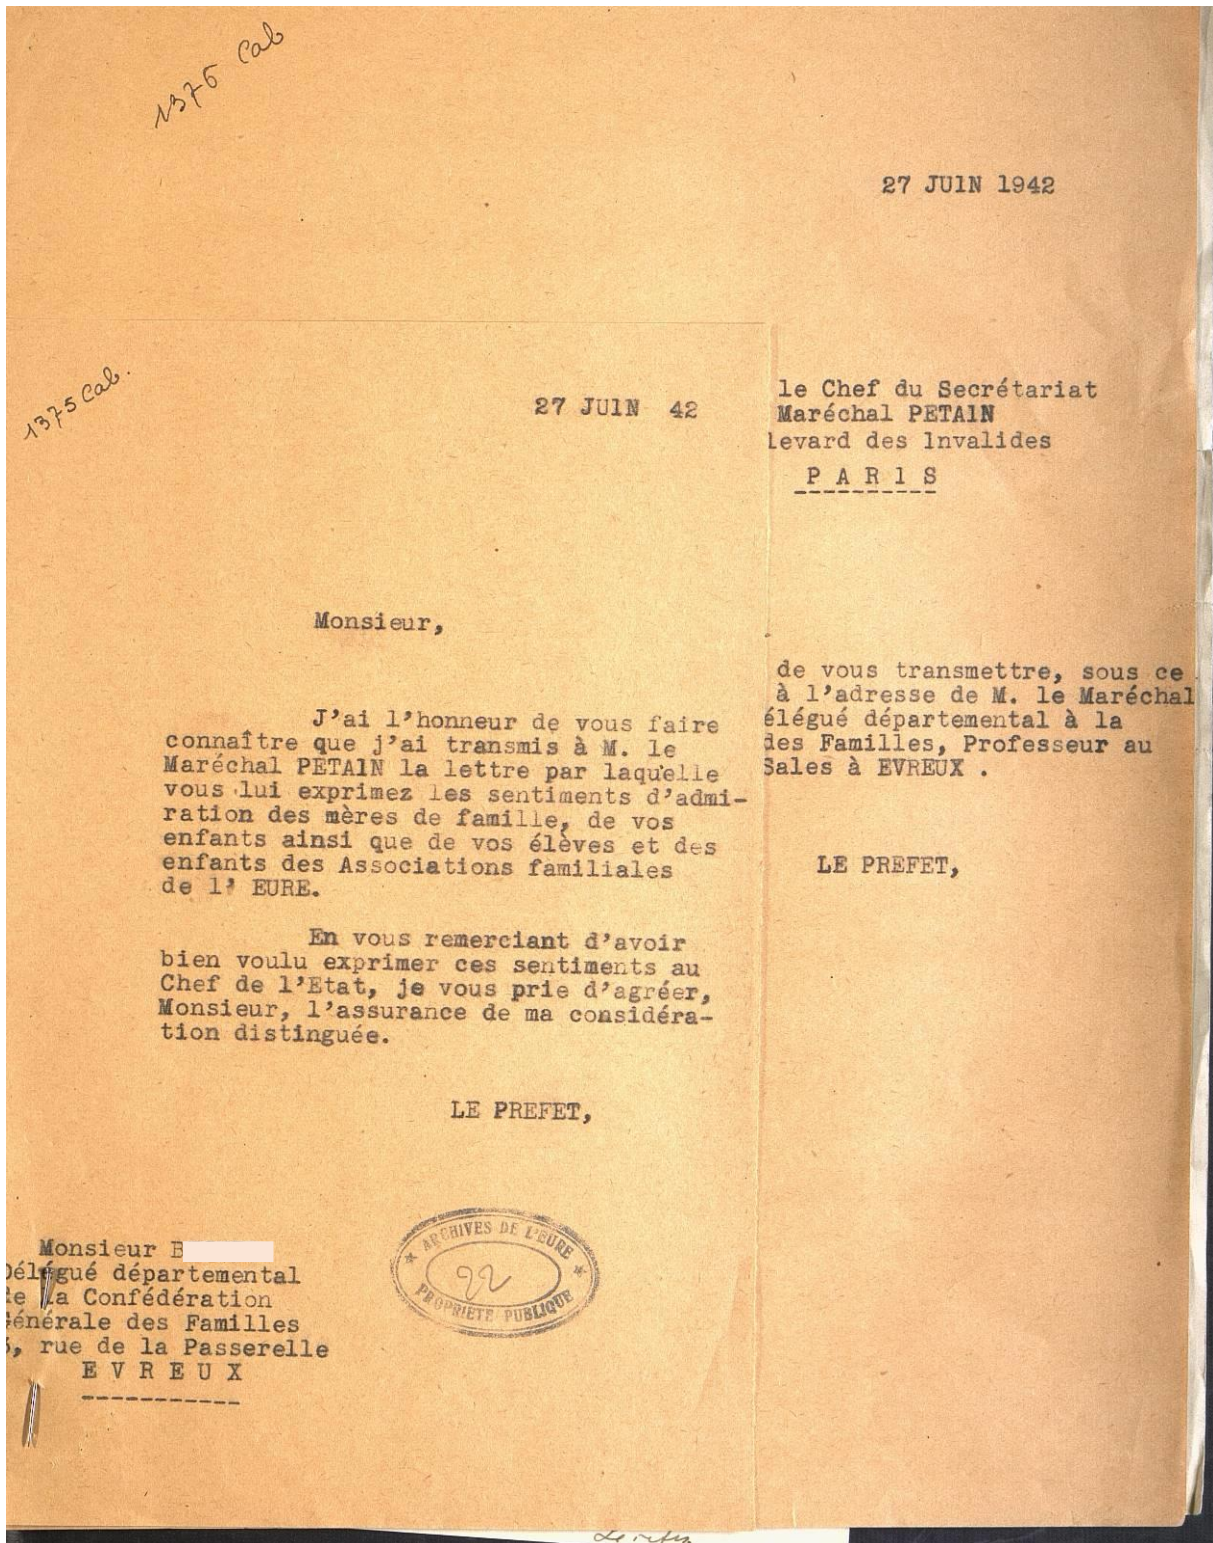 1376 Cab
27 JUIN 1942
le Chef du Secrétariat
Maréchal PETAIN
levard des Invalides
P A R I S
de vous transmettre, sous ce
à l'adresse de M. le Maréchal
élégué départemental à la
des Familles, Professeur au
Sales à EVREUX .
LE PREFET,
1375 Cab.
27 JUIN 42
Monsieur,
J'ai l'honneur de vous faire
connaître que j'ai transmis à M. le
Maréchal PETAIN la lettre par laquelle
vous lui exprimez les sentiments d'admi-
ration des mères de famille, de vos
enfants ainsi que de vos élèves et des
enfants des Associations familiales
de l' EURE.
En vous remerciant d'avoir
bien voulu exprimer ces sentiments au
Chef de l'Etat, je vous prie d'agréer,
Monsieur, l'assurance de ma considéra-
tion distinguée.
LE PREFET,
Monsieur B
Délégué départemental
de la Confédération
Générale des Familles
, rue de la Passerelle
E V R E U X
ARCHIVES DE L'EURE
22
PROPRIETE PUBLIQUE